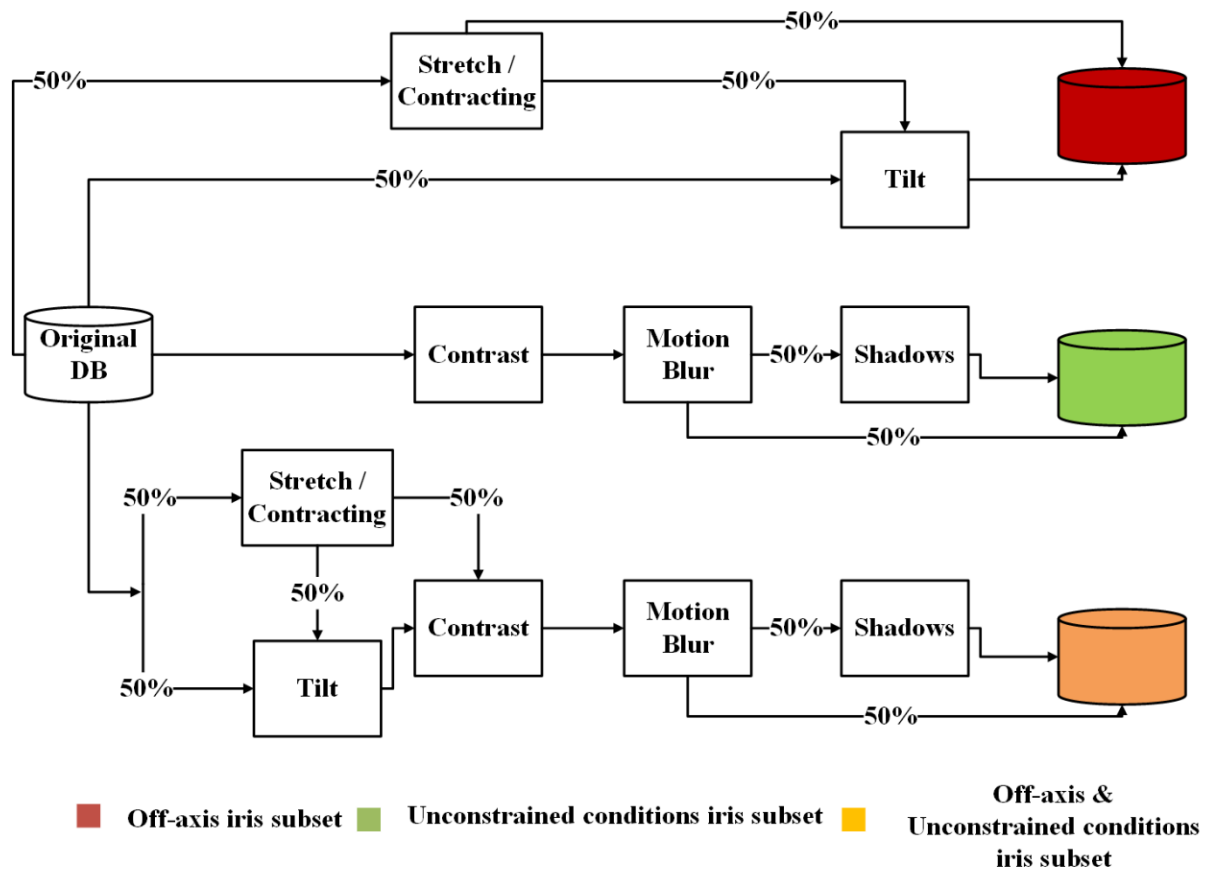 50%
50%
Stretch /
Contracting
50%
50%
Tilt
Original
DB
Contrast
Motion
Blur
50%
Shadows
50%
50%
Stretch /
Contracting
50%
50%
50%
Tilt
Contrast
Motion
Blur
50%
Shadows
50%
Off-axis iris subset
Unconstrained conditions iris subset
Off-axis &
Unconstrained conditions
iris subset